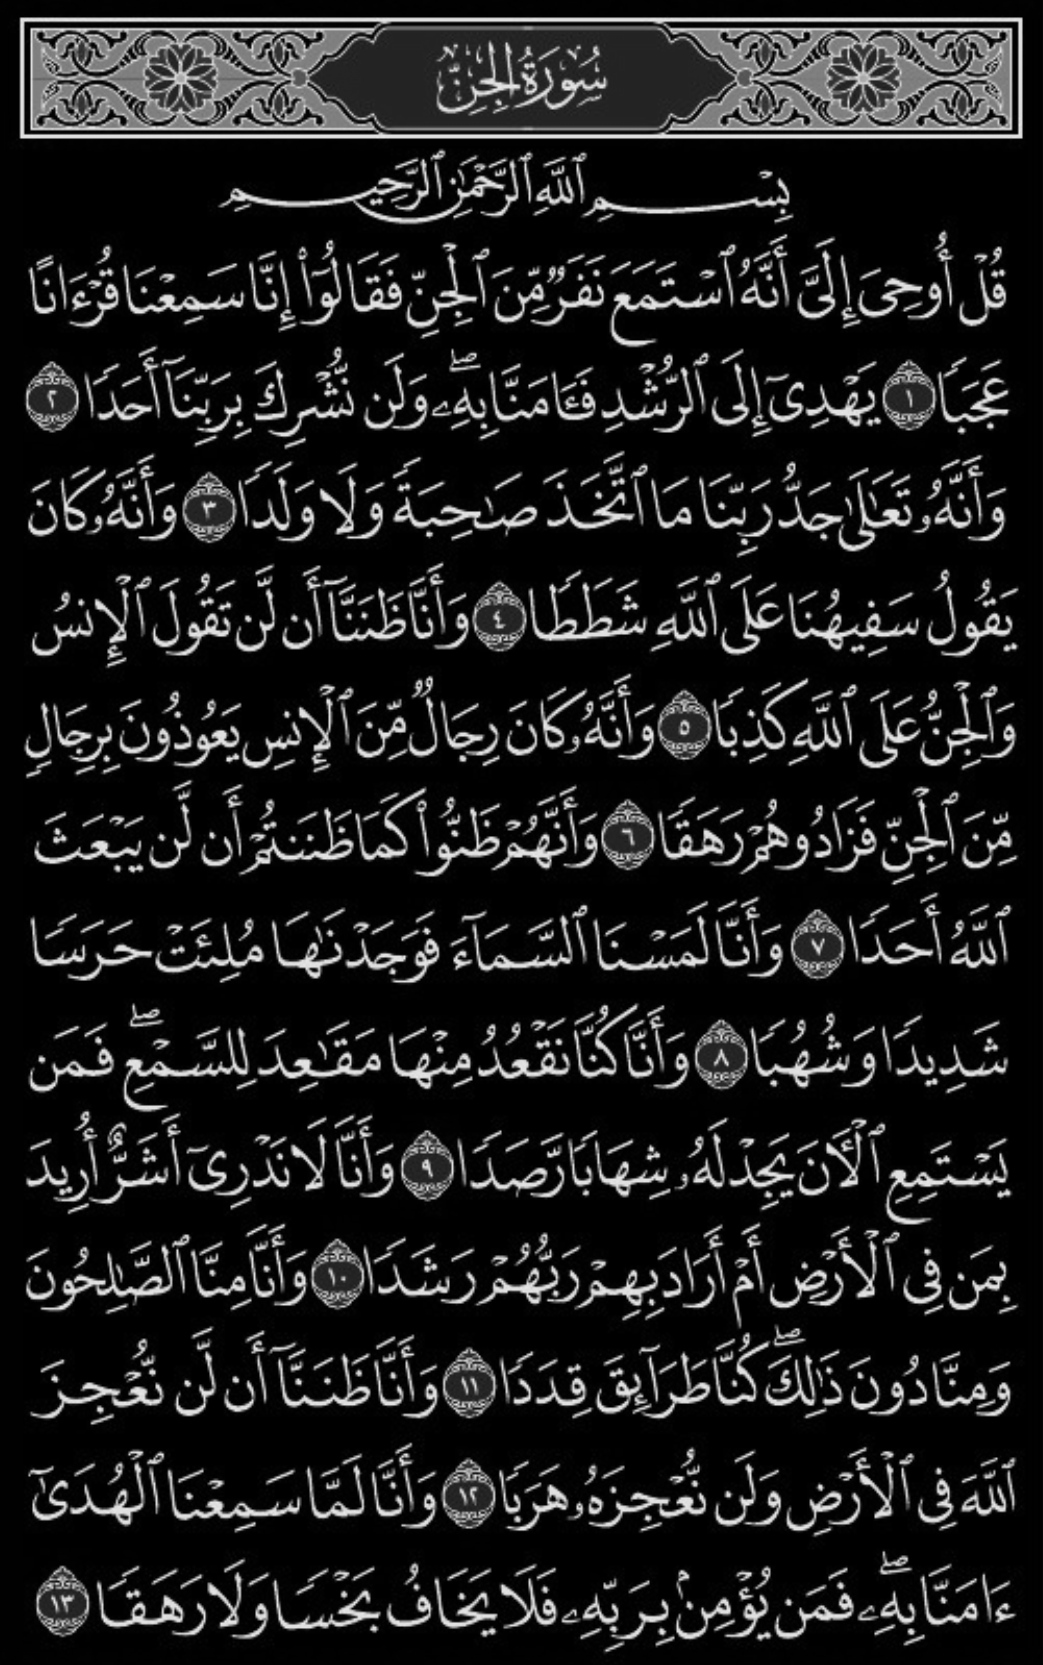 سُورَةُ الجِنِّ
بِسْمِ ٱللَّهِ ٱلرَّحْمَٰنِ ٱلرَّحِيمِ
قُلْ أُوحِيَ إِلَيَّ أَنَّهُ ٱسْتَمَعَ نَفَرٌ مِّنَ ٱلْجِنِّ فَقَالُوٓا۟ إِنَّا سَمِعْنَا قُرْءَانًا
عَجَبًا ١ يَهْدِىٓ إِلَى ٱلرُّشْدِ فَـَٔامَنَّا بِهِۦ ۖ وَلَن نُّشْرِكَ بِرَبِّنَآ أَحَدًا ٢
وَأَنَّهُۥ تَعَٰلَىٰ جَدُّ رَبِّنَا مَا ٱتَّخَذَ صَٰحِبَةً وَلَا وَلَدًا ٣ وَأَنَّهُۥ كَانَ
يَقُولُ سَفِيهُنَا عَلَى ٱللَّهِ شَطَطًا ٤ وَأَنَّا ظَنَنَّآ أَن لَّن تَقُولَ ٱلْإِنسُ
وَٱلْجِنُّ عَلَى ٱللَّهِ كَذِبًا ٥ وَأَنَّهُۥ كَانَ رِجَالٌ مِّنَ ٱلْإِنسِ يَعُوذُونَ بِرِجَالٍ
مِّنَ ٱلْجِنِّ فَزَادُوهُمْ رَهَقًا ٦ وَأَنَّهُمْ ظَنُّوا۟ كَمَا ظَنَنتُمْ أَن لَّن يَبْعَثَ
ٱللَّهُ أَحَدًا ٧ وَأَنَّا لَمَسْنَا ٱلسَّمَآءَ فَوَجَدْنَٰهَا مُلِئَتْ حَرَسًا
شَدِيدًا وَشُهُبًا ٨ وَأَنَّا كُنَّا نَقْعُدُ مِنْهَا مَقَٰعِدَ لِلسَّمْعِ ۖ فَمَن
يَسْتَمِعِ ٱلْـَٔانَ يَجِدْ لَهُۥ شِهَابًا رَّصَدًا ٩ وَأَنَّا لَا نَدْرِىٓ أَشَرٌّ أُرِيدَ
بِمَن فِى ٱلْأَرْضِ أَمْ أَرَادَ بِهِمْ رَبُّهُمْ رَشَدًا ١٠ وَأَنَّا مِنَّا ٱلصَّٰلِحُونَ
وَمِنَّا دُونَ ذَٰلِكَ ۖ كُنَّا طَرَآئِقَ قِدَدًا ١١ وَأَنَّا ظَنَنَّآ أَن لَّن نُّعْجِزَ
ٱللَّهَ فِى ٱلْأَرْضِ وَلَن نُّعْجِزَهُۥ هَرَبًا ١٢ وَأَنَّا لَمَّا سَمِعْنَا ٱلْهُدَىٰٓ
ءَامَنَّا بِهِۦ ۖ فَمَن يُؤْمِنۢ بِرَبِّهِۦ فَلَا يَخَافُ بَخْسًا وَلَا رَهَقًا ١٣